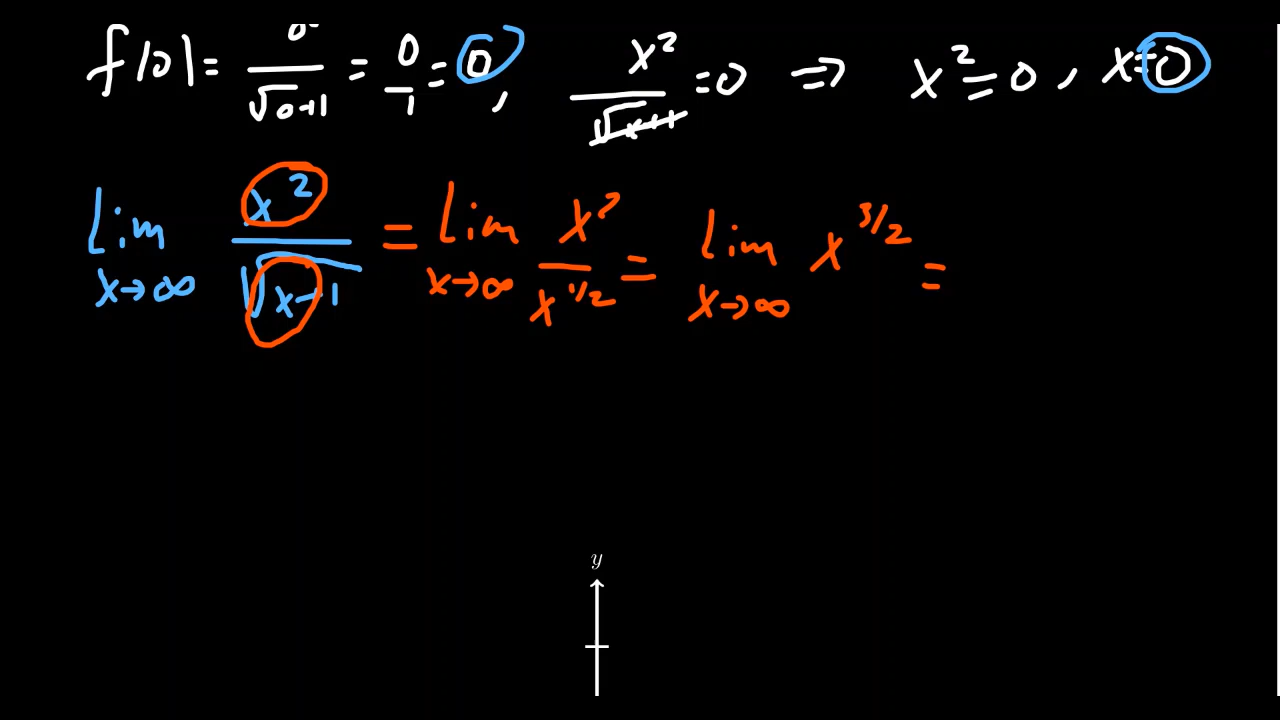 f(0) = 0²/√(0+1) = 0/1 = 0, x²/√(x+1) = 0 ⇒ x² = 0, x = 0
lim x→∞ x²/√(x+1) = lim x→∞ x²/x^(1/2) = lim x→∞ x^(3/2) =
y